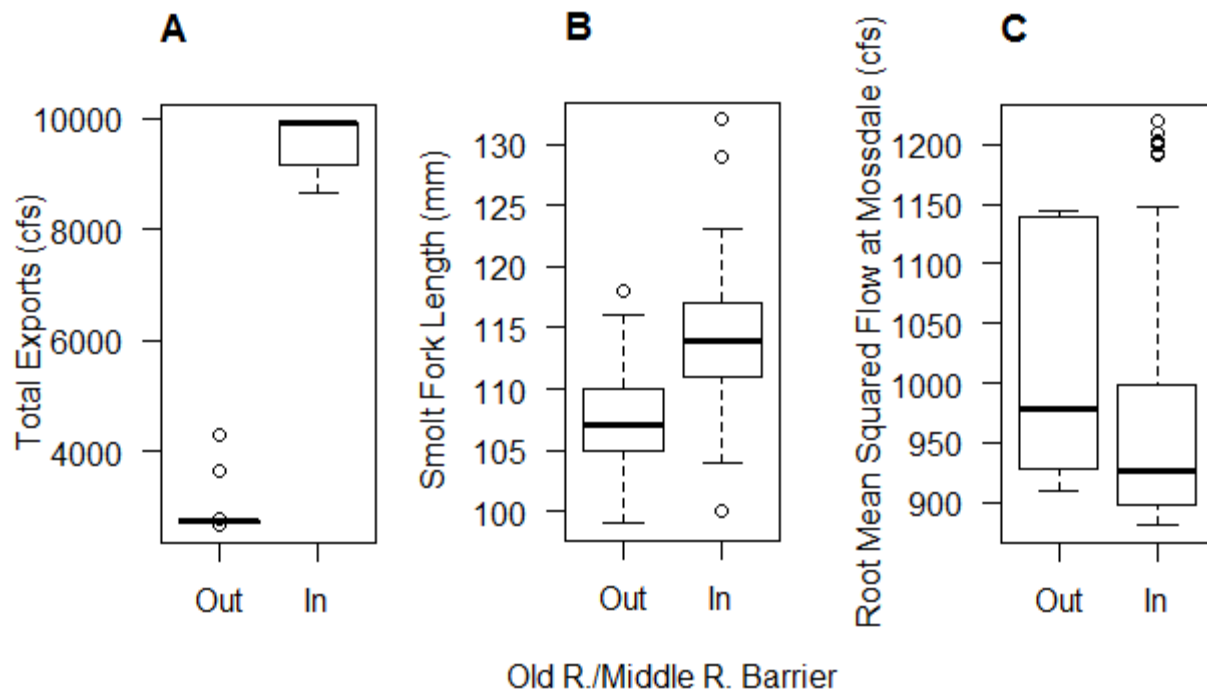 A
Total Exports (cfs)
10000
8000
6000
4000
Out In
B
Smolt Fork Length (mm)
130
125
120
115
110
105
100
Out In
C
Root Mean Squared Flow at Mossdale (cfs)
1200
1150
1100
1050
1000
950
900
Out In
Old R./Middle R. Barrier